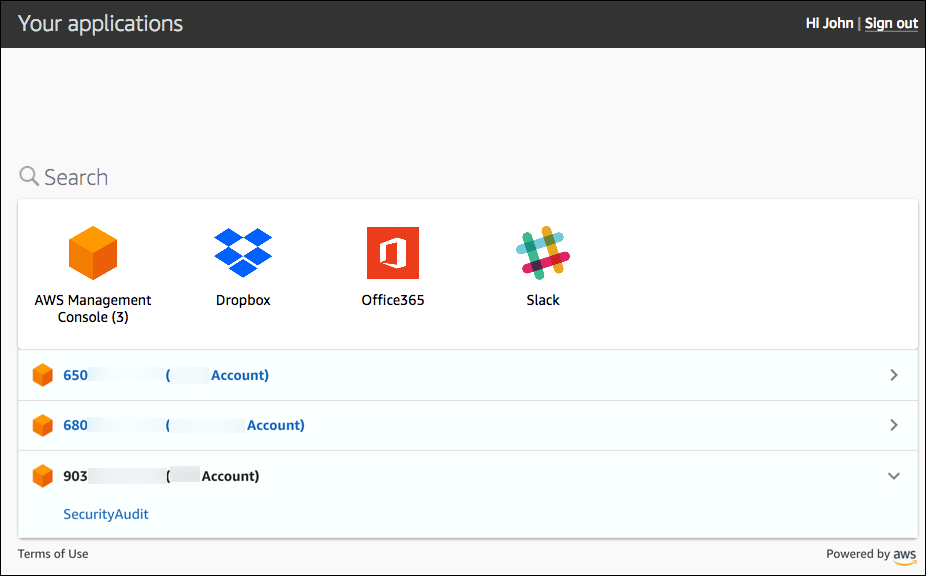 Your applications
Hi John | Sign out
Search
AWS Management
Console (3)
Dropbox
Office365
Slack
650 ( Account)
680 ( Account)
903 ( Account)
SecurityAudit
Terms of Use
Powered by aws